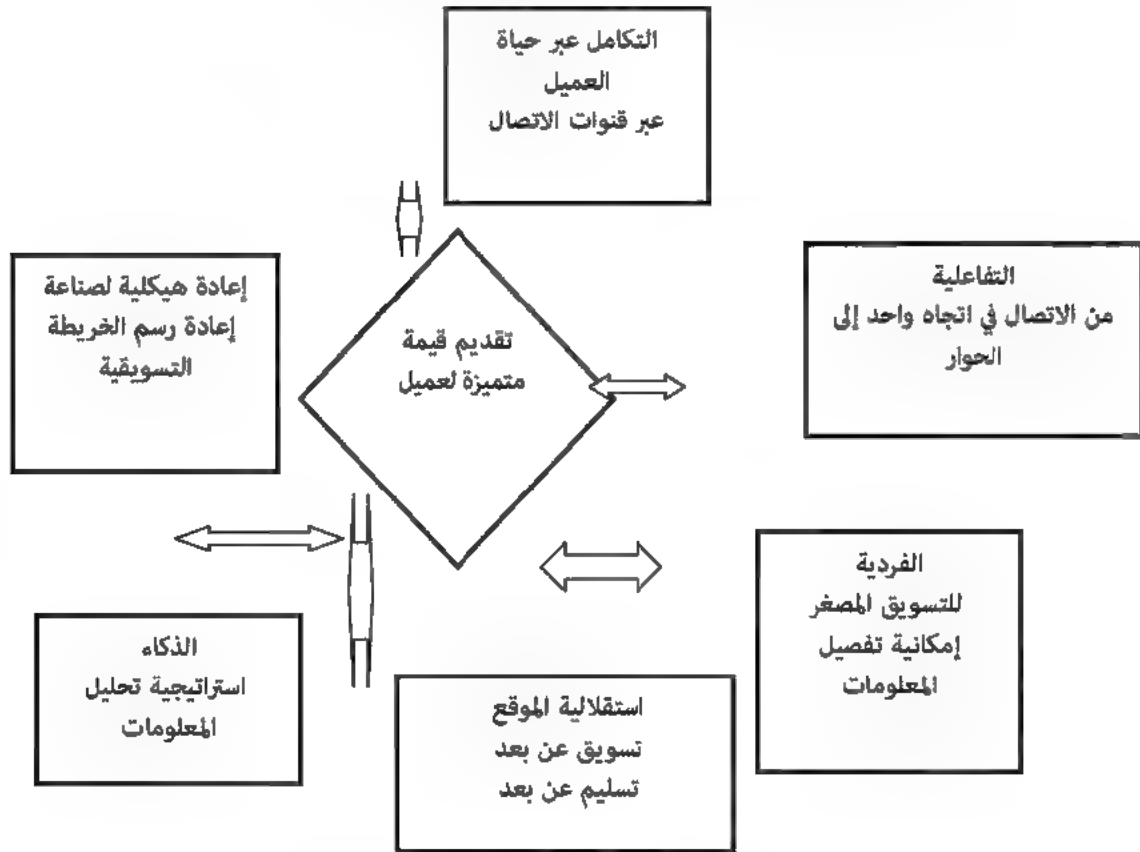 التكامل عبر حياة
العميل
عبر قنوات الاتصال
إعادة هيكلية لصناعة
إعادة رسم الخريطة
التسويقية
تقديم قيمة
متميزة لعميل
التفاعلية
من الاتصال في اتجاه واحد إلى
الحوار
الفردية
للتسويق المصغر
إمكانية تفصيل
المعلومات
الذكاء
استراتيجية تحليل
المعلومات
استقلالية الموقع
تسويق عن بعد
تسليم عن بعد